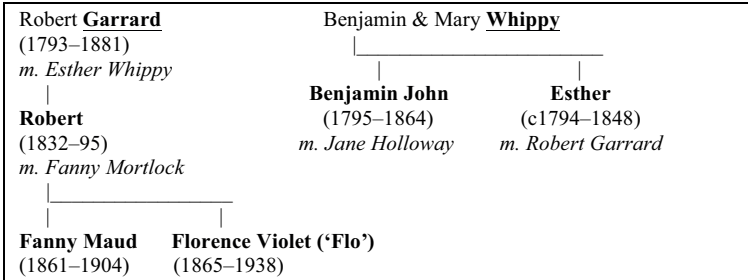 Robert Garrard Benjamin & Mary Whippy
(1793–1881)
m. Esther Whippy
Robert Benjamin John Esther
(1832–95) (1795–1864) (c1794–1848)
m. Fanny Mortlock m. Jane Holloway m. Robert Garrard
Fanny Maud Florence Violet (‘Flo’)
(1861–1904) (1865–1938)